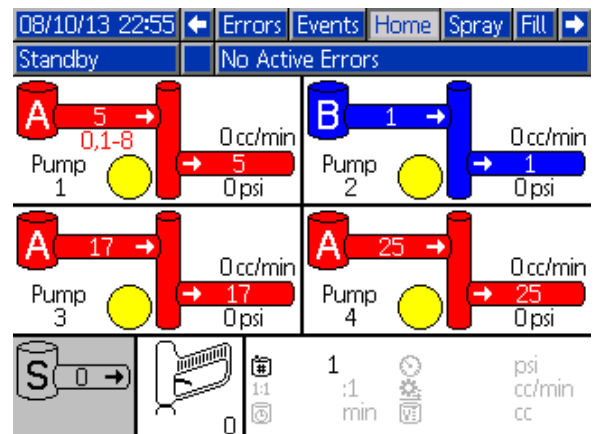 08/10/13 22:55 Errors Events Home Spray Fill
Standby No Active Errors
A 5 0,1-8 Pump 1 0 cc/min 5 0 psi
B 1 Pump 2 0 cc/min 1 0 psi
A 17 Pump 3 0 cc/min 17 0 psi
A 25 Pump 4 0 cc/min 25 0 psi
S 0
0
# 1 psi
1:1 :1 cc/min
min V: cc